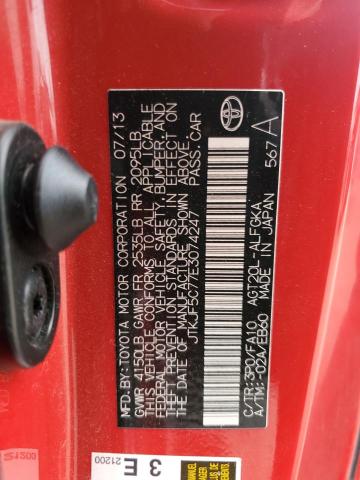 MFD.BY: TOYOTA MOTOR CORPORATION 07/13
GVWR 4150LB GAWR FR 2535LB RR 2095LB
THIS VEHICLE CONFORMS TO ALL APPLICABLE
FEDERAL MOTOR VEHICLE SAFETY, BUMPER, AND
THEFT PREVENTION STANDARDS IN EFFECT ON
THE DATE OF MANUFACTURE SHOWN ABOVE.
JTKJF5C77E3074247 PASS.CAR
C/TR: 3P0/FA10 AGT20L-ALFGKA
A/TM: -02A/EB60 MADE IN JAPAN 567 A
3 E
21200